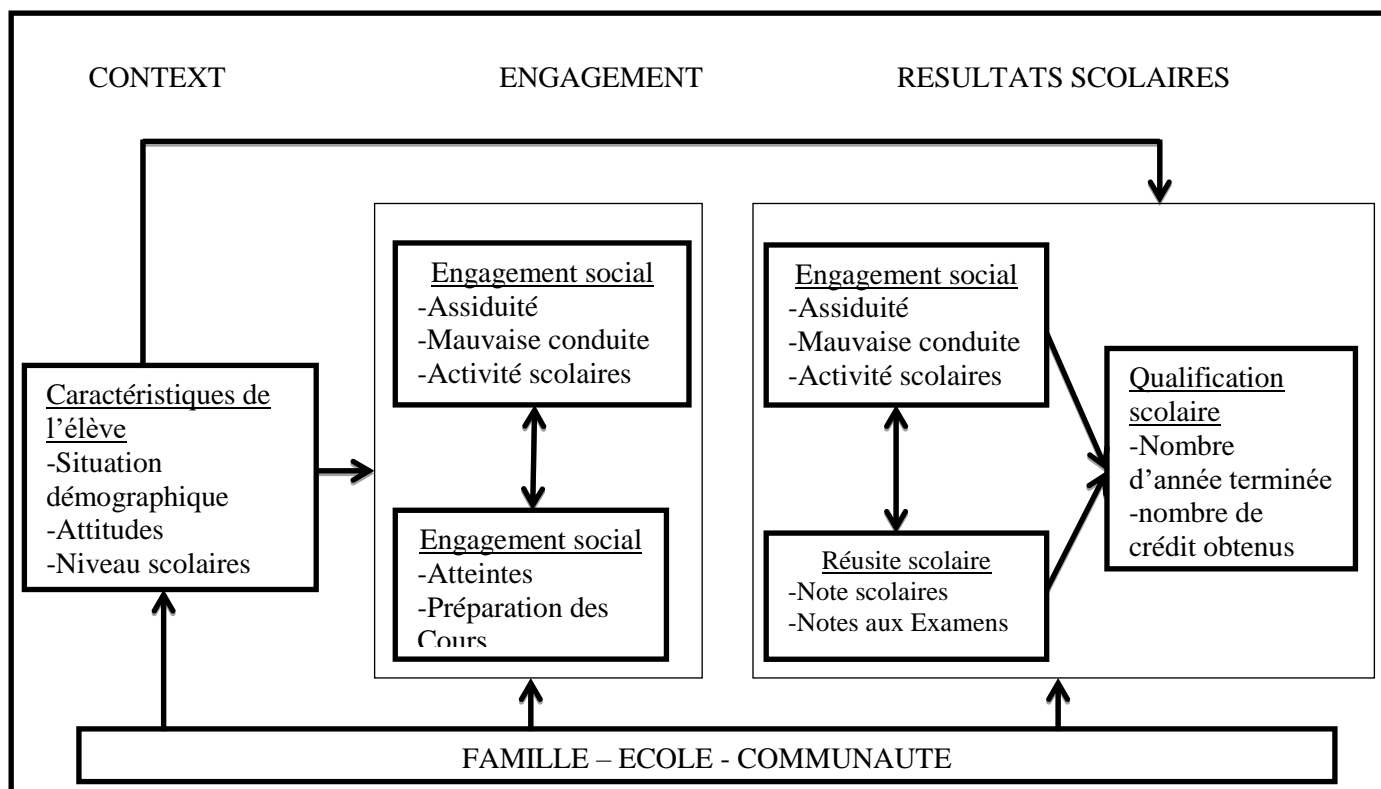 CONTEXT
ENGAGEMENT
RESULTATS SCOLAIRES
Caractéristiques de
l’élève
-Situation
démographique
-Attitudes
-Niveau scolaires
Engagement social
-Assiduité
-Mauvaise conduite
-Activité scolaires
Engagement social
-Atteintes
-Préparation des
Cours
Engagement social
-Assiduité
-Mauvaise conduite
-Activité scolaires
Réusite scolaire
-Note scolaires
-Notes aux Examens
Qualification
scolaire
-Nombre
d’année terminée
-nombre de
crédit obtenus
FAMILLE – ECOLE - COMMUNAUTE